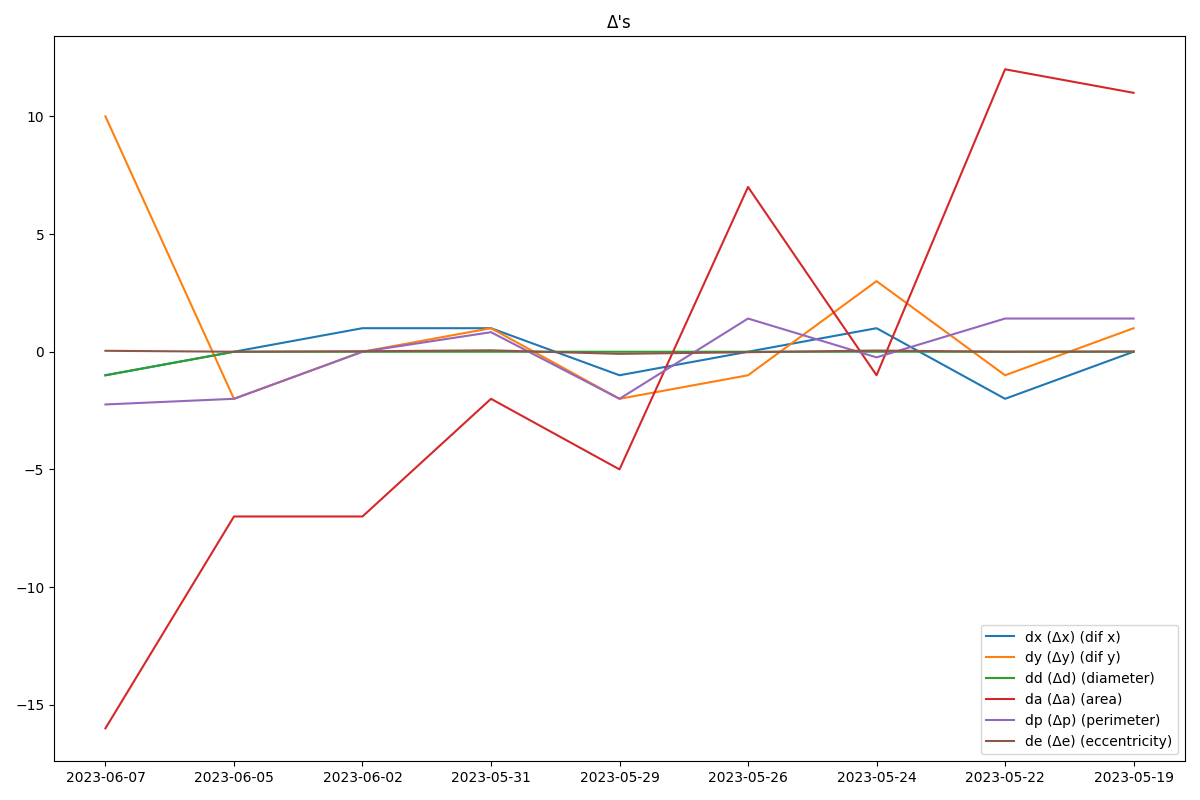 Δ's
10
5
0
−5
−10
−15
2023-06-07 2023-06-05 2023-06-02 2023-05-31 2023-05-29 2023-05-26 2023-05-24 2023-05-22 2023-05-19
dx (Δx) (dif x)
dy (Δy) (dif y)
dd (Δd) (diameter)
da (Δa) (area)
dp (Δp) (perimeter)
de (Δe) (eccentricity)